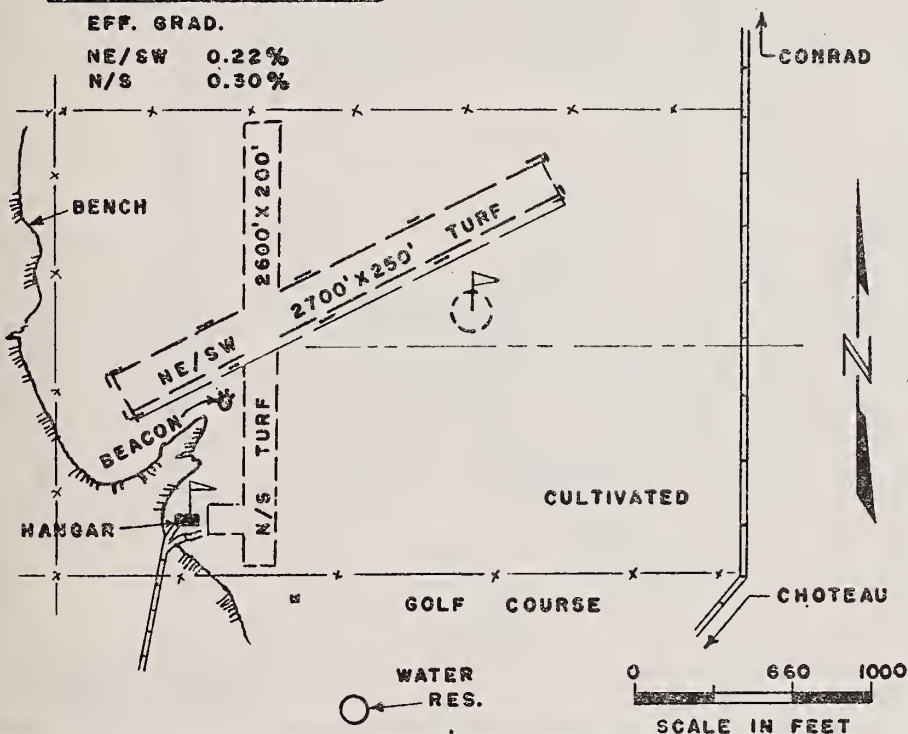 EFF. GRAD.
NE/SW 0.22%
N/S 0.30%
CONRAD
BENCH
2600' X 200'
2700' X 250' TURF
NE/SW
N
BEACON
N/S TURF
HANGAR
CULTIVATED
GOLF COURSE
CHOTEAU
WATER
RES.
0 660 1000
SCALE IN FEET